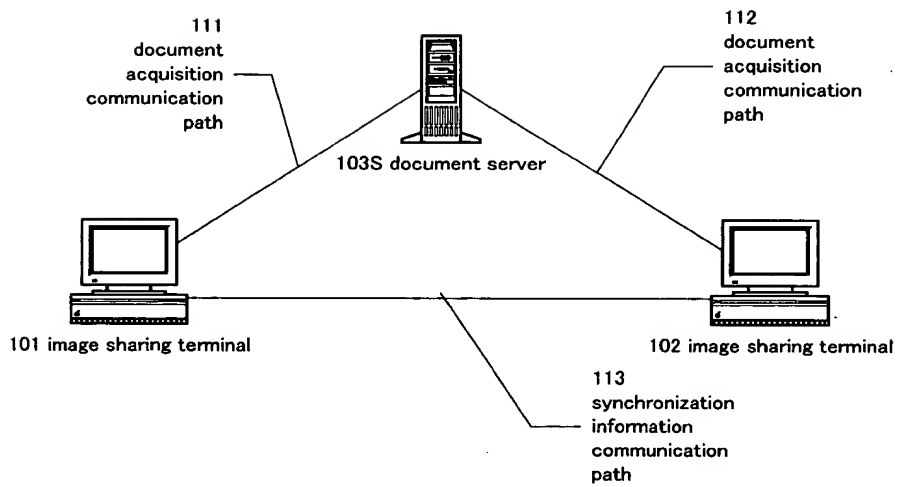 111
document
acquisition
communication
path
112
document
acquisition
communication
path
103S document server
101 image sharing terminal
102 image sharing terminal
113
synchronization
information
communication
path